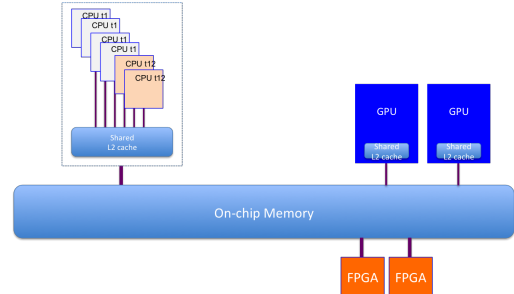 CPU t1
CPU t1
CPU t1
CPU t1
CPU t12
CPU t12
Shared
L2 cache
GPU
GPU
Shared
L2 cache
Shared
L2 cache
On-chip Memory
FPGA
FPGA